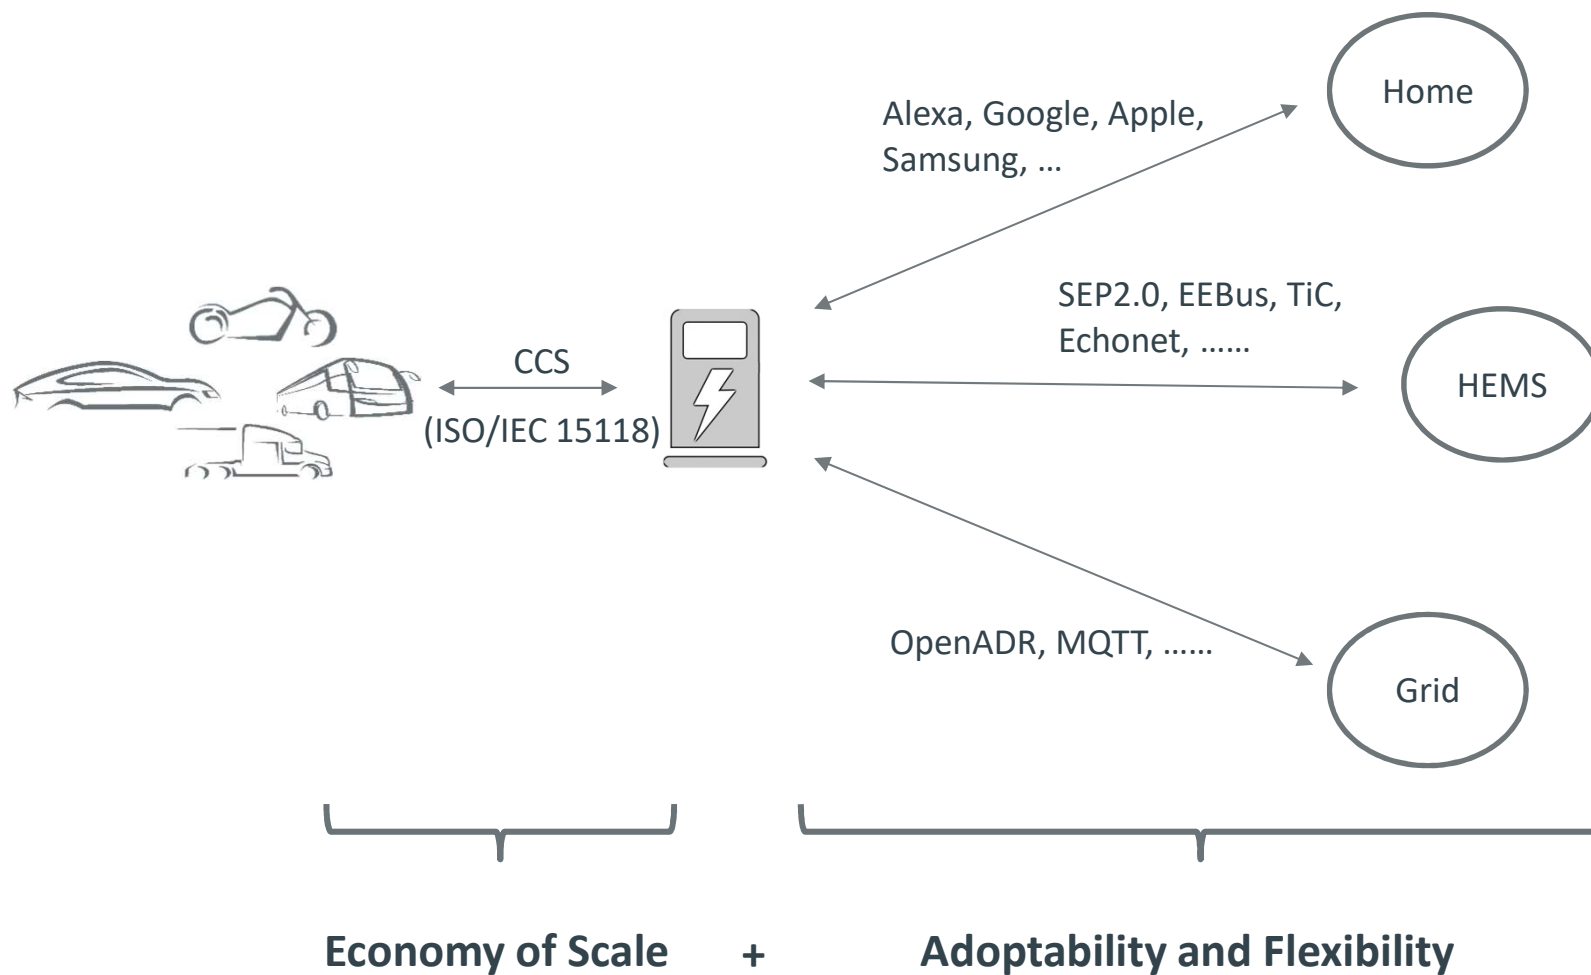 Home
Alexa, Google, Apple,
Samsung, ...
SEP2.0, EEBus, TiC,
Echonet, ......
HEMS
CCS
(ISO/IEC 15118)
OpenADR, MQTT, ......
Grid
Economy of Scale + Adoptability and Flexibility